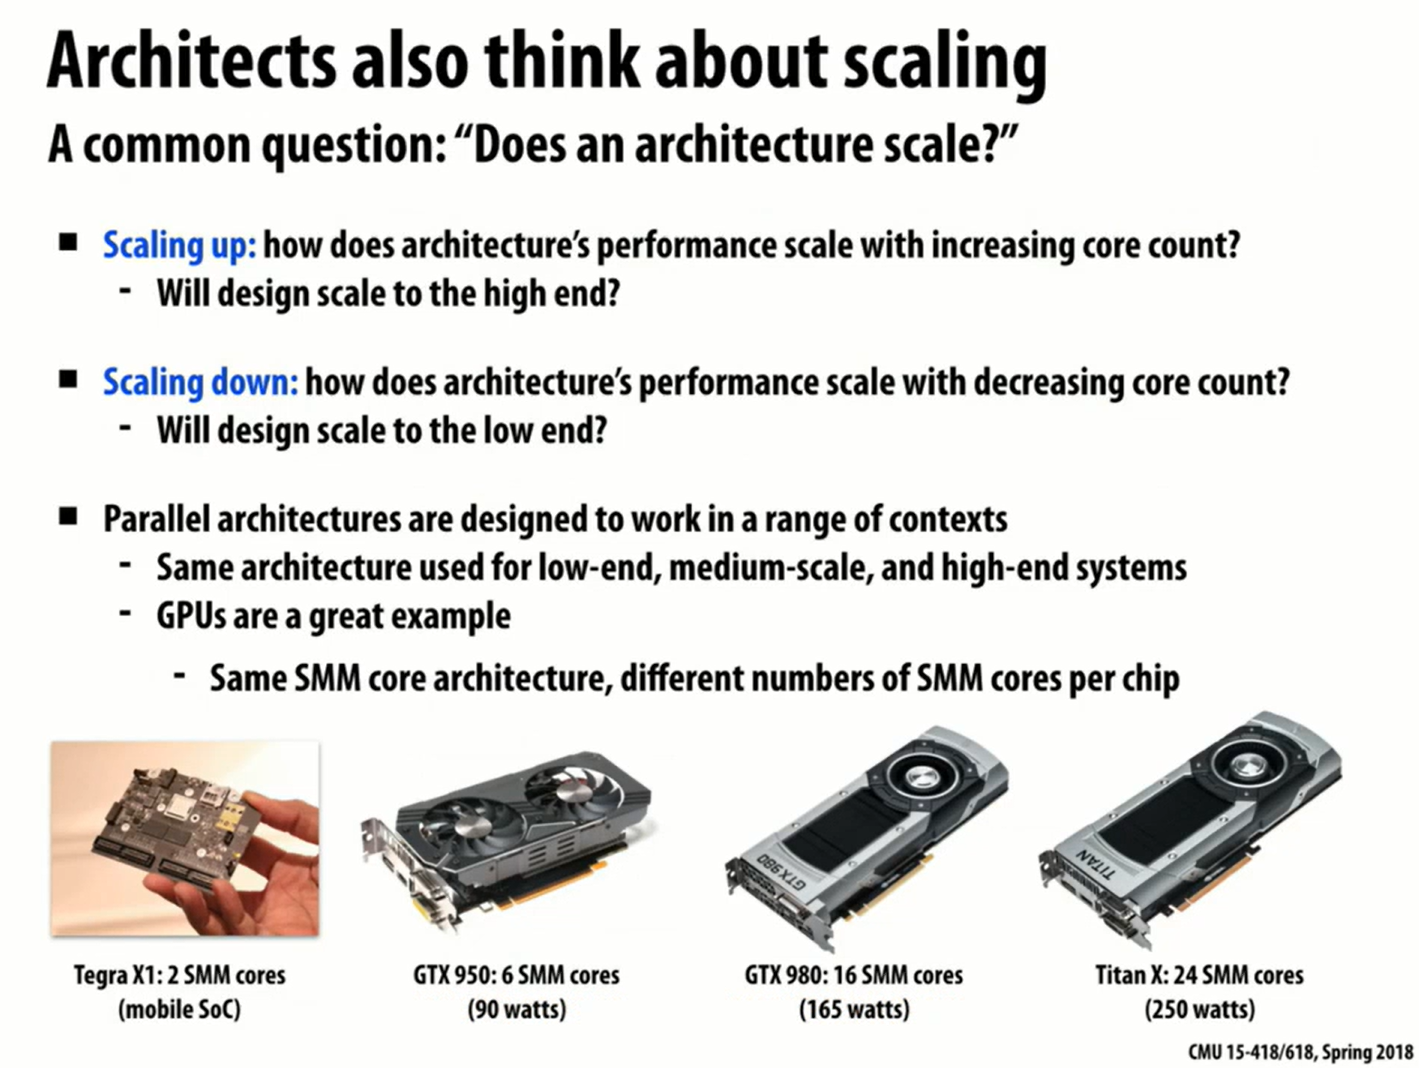 Architects also think about scaling
A common question: “Does an architecture scale?”
■ Scaling up: how does architecture’s performance scale with increasing core count?
- Will design scale to the high end?
■ Scaling down: how does architecture’s performance scale with decreasing core count?
- Will design scale to the low end?
■ Parallel architectures are designed to work in a range of contexts
- Same architecture used for low-end, medium-scale, and high-end systems
- GPUs are a great example
- Same SMM core architecture, different numbers of SMM cores per chip
GTX980
TITAN
Tegra X1: 2 SMM cores
(mobile SoC)
GTX 950: 6 SMM cores
(90 watts)
GTX 980: 16 SMM cores
(165 watts)
Titan X: 24 SMM cores
(250 watts)
CMU 15-418/618, Spring 2018